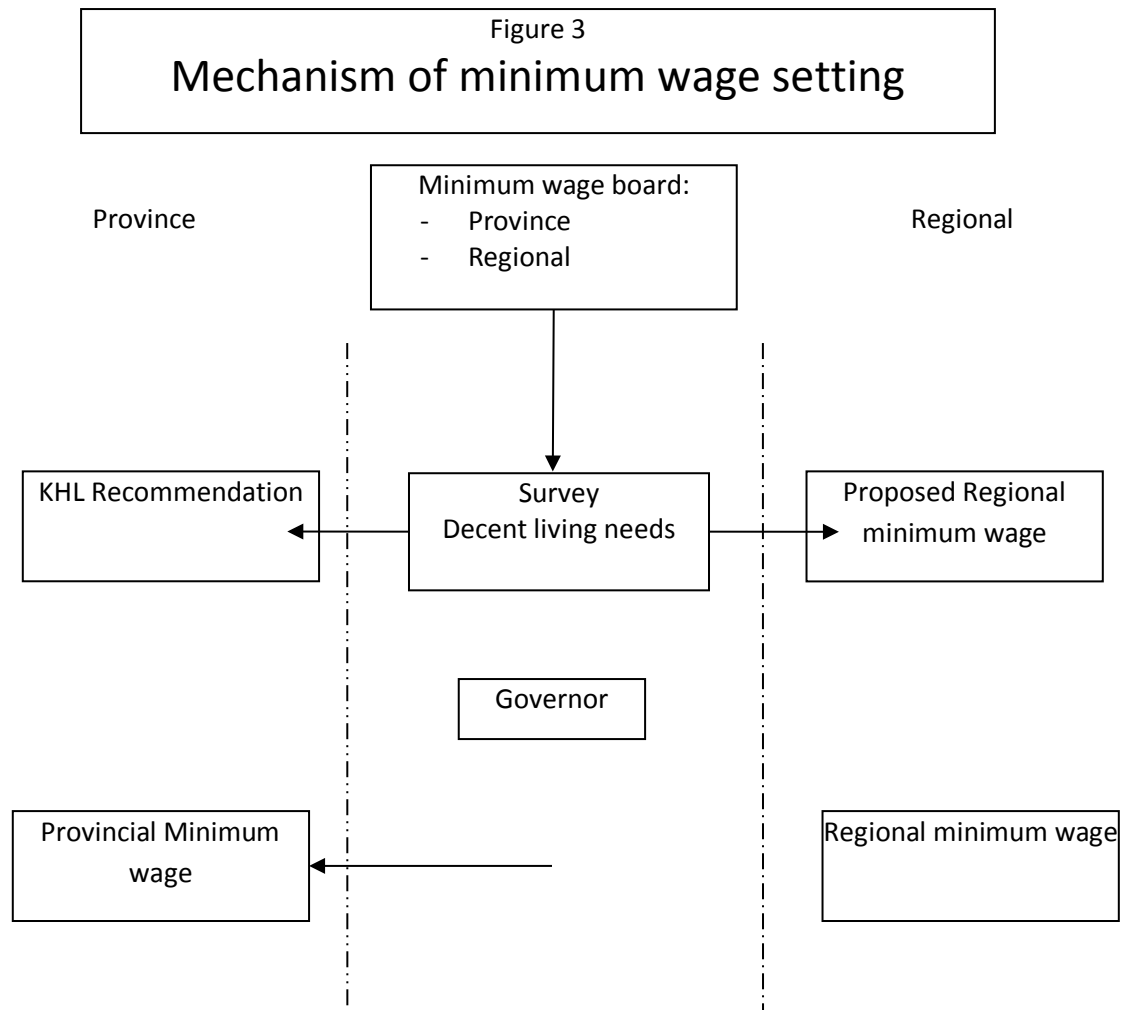 Figure 3
Mechanism of minimum wage setting
Province
Minimum wage board:
- Province
- Regional
Regional
KHL Recommendation
Survey
Decent living needs
Proposed Regional
minimum wage
Governor
Provincial Minimum
wage
Regional minimum wage